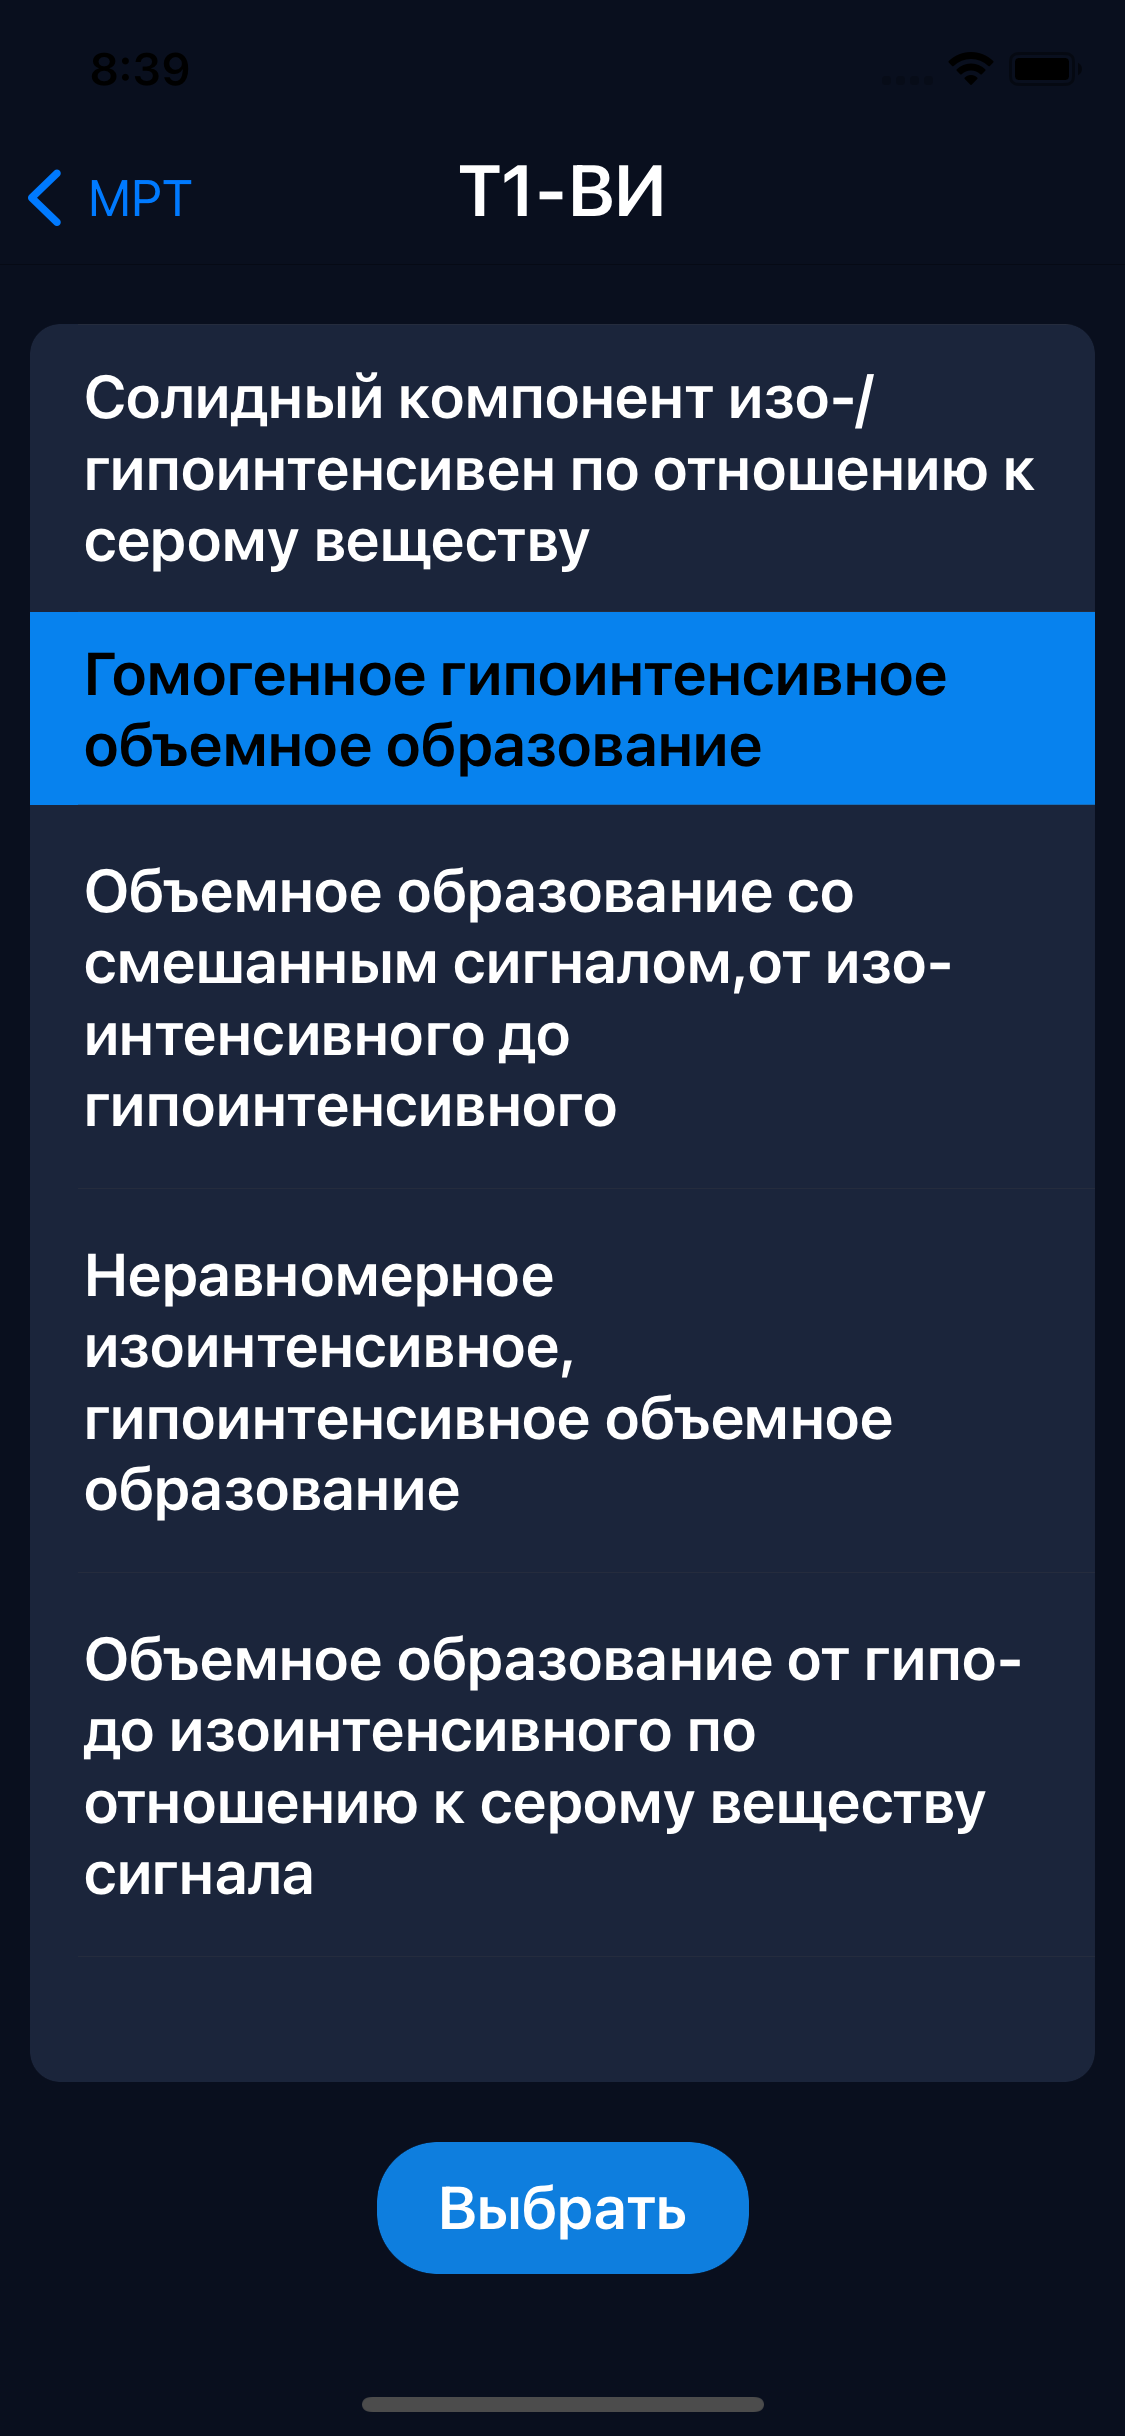 8:39
МРТ
Т1-ВИ
Солидный компонент изо-/
гипоинтенсивен по отношению к
серому веществу
Гомогенное гипоинтенсивное
объемное образование
Объемное образование со
смешанным сигналом,от изо-
интенсивного до
гипоинтенсивного
Неравномерное
изоинтенсивное,
гипоинтенсивное объемное
образование
Объемное образование от гипо-
до изоинтенсивного по
отношению к серому веществу
сигнала
Выбрать